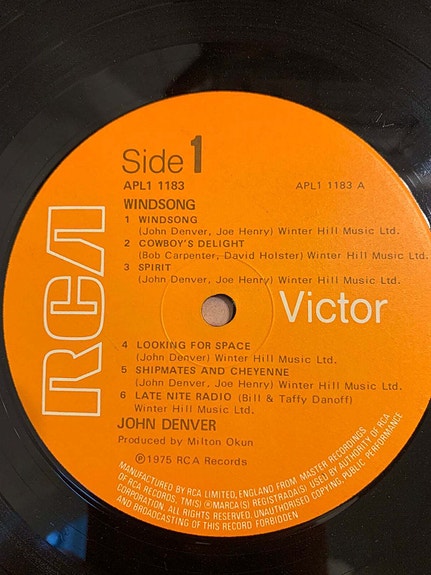 Side 1
APL1 1183
APL1 1183 A
WINDSONG
1 WINDSONG
(John Denver, Joe Henry) Winter Hill Music Ltd.
2 COWBOY'S DELIGHT
(Bob Carpenter, David Holster) Winter Hill Music Ltd.
3 SPIRIT
(John Denver, Joe Henry) Winter Hill Music Ltd.
RCA
Victor
4 LOOKING FOR SPACE
(John Denver) Winter Hill Music Ltd.
5 SHIPMATES AND CHEYENNE
(John Denver, Joe Henry) Winter Hill Music Ltd.
6 LATE NITE RADIO (Bill & Taffy Danoff)
Winter Hill Music Ltd.
JOHN DENVER
Produced by Milton Okun
℗1975 RCA Records
MANUFACTURED BY RCA LIMITED, ENGLAND FROM MASTER RECORDINGS
OF RCA RECORDS, TM(S) ® MARCA(S) REGISTRADA(S) USED BY AUTHORITY OF RCA
CORPORATION. ALL RIGHTS RESERVED. UNAUTHORISED COPYING, PUBLIC PERFORMANCE
AND BROADCASTING OF THIS RECORD FORBIDDEN